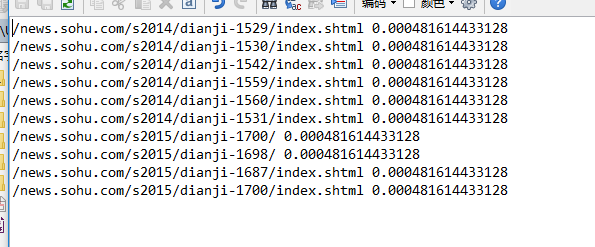 编码 颜色
/news.sohu.com/s2014/dianji-1529/index.shtml 0.000481614433128
/news.sohu.com/s2014/dianji-1530/index.shtml 0.000481614433128
/news.sohu.com/s2014/dianji-1542/index.shtml 0.000481614433128
/news.sohu.com/s2014/dianji-1559/index.shtml 0.000481614433128
/news.sohu.com/s2014/dianji-1560/index.shtml 0.000481614433128
/news.sohu.com/s2014/dianji-1531/index.shtml 0.000481614433128
/news.sohu.com/s2015/dianji-1700/ 0.000481614433128
/news.sohu.com/s2015/dianji-1698/ 0.000481614433128
/news.sohu.com/s2015/dianji-1687/index.shtml 0.000481614433128
/news.sohu.com/s2015/dianji-1700/index.shtml 0.000481614433128